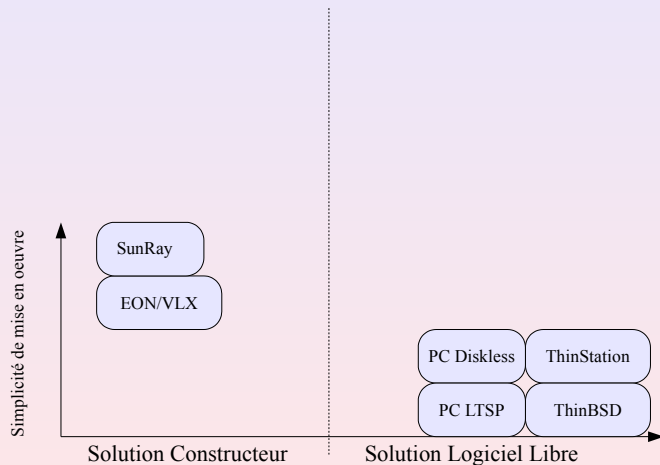 SunRay
EON/VLX
Simplicité de mise en oeuvre
PC Diskless
ThinStation
PC LTSP
ThinBSD
Solution Constructeur
Solution Logiciel Libre